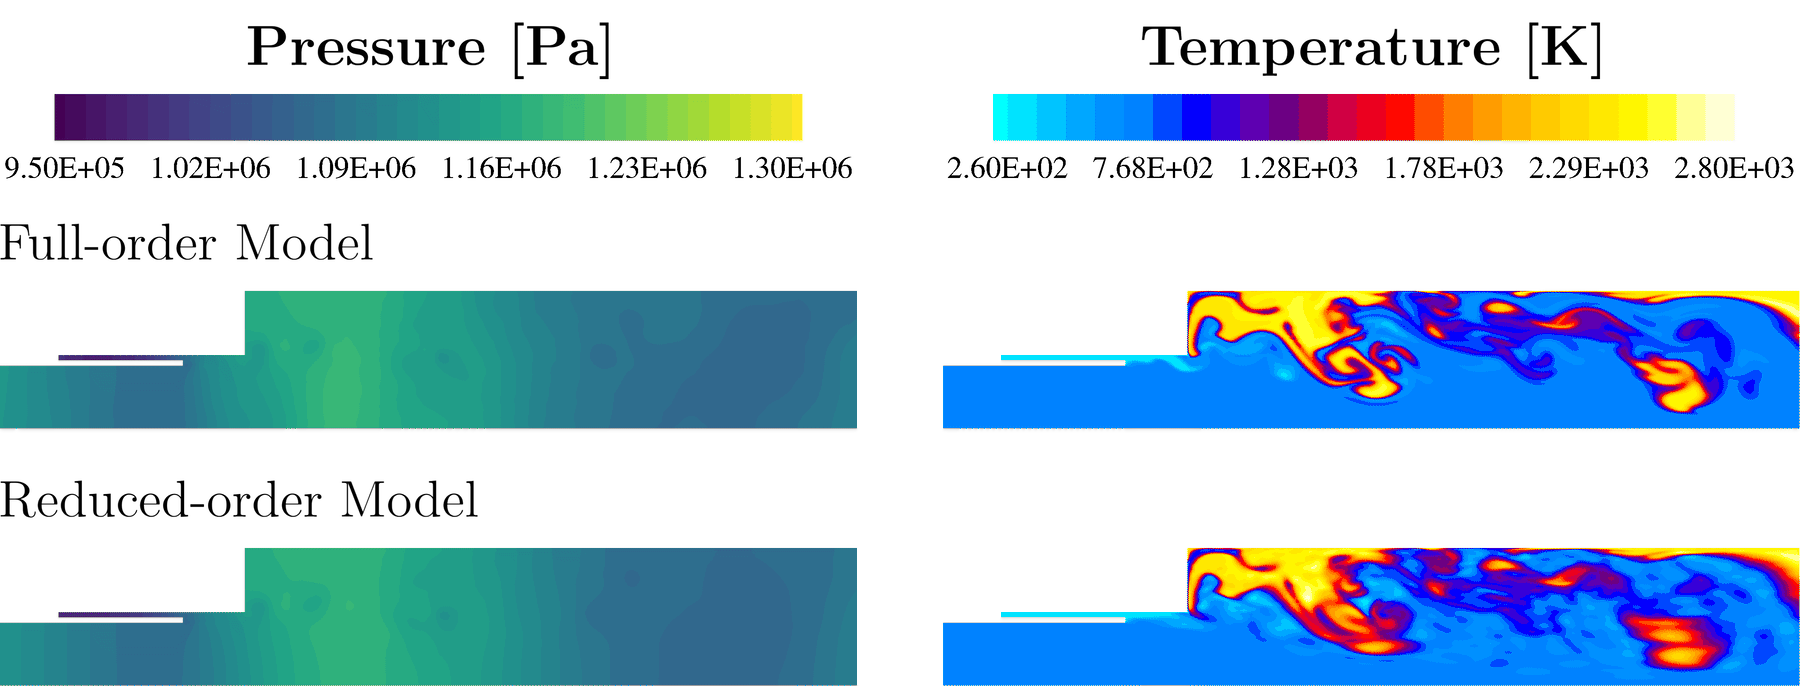 Pressure [Pa]
Temperature [K]
9.50E+05 1.02E+06 1.09E+06 1.16E+06 1.23E+06 1.30E+06
2.60E+02 7.68E+02 1.28E+03 1.78E+03 2.29E+03 2.80E+03
Full-order Model
Reduced-order Model